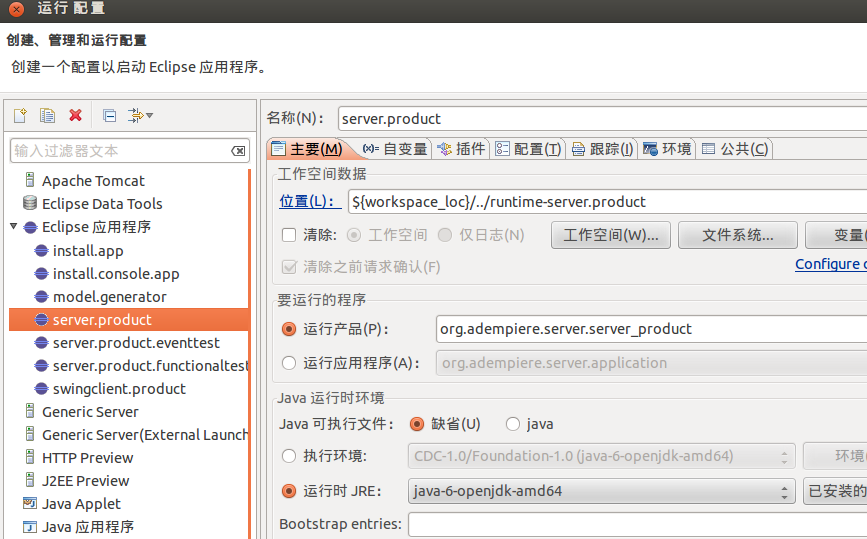 运行 配置
创建、管理和运行配置
创建一个配置以启动 Eclipse 应用程序。
输入过滤器文本
Apache Tomcat
Eclipse Data Tools
Eclipse 应用程序
install.app
install.console.app
model.generator
server.product
server.product.eventtest
server.product.functionaltest
swingclient.product
Generic Server
Generic Server(External Launch
HTTP Preview
J2EE Preview
Java Applet
Java 应用程序
名称(N)： server.product
主要(M) (x)= 自变量 插件 配置(T) 跟踪(I) 环境 公共(C)
工作空间数据
位置(L)： ${workspace_loc}/../runtime-server.product
清除: 工作空间 仅日志(N) 工作空间(W)... 文件系统... 变量(
清除之前请求确认(F) Configure
要运行的程序
运行产品(P)： org.adempiere.server.server_product
运行应用程序(A)： org.adempiere.server.application
Java 运行时环境
Java 可执行文件： 缺省(U) java
执行环境: CDC-1.0/Foundation-1.0 (java-6-openjdk-amd64) 环境
运行时 JRE： java-6-openjdk-amd64 已安装的
Bootstrap entries: